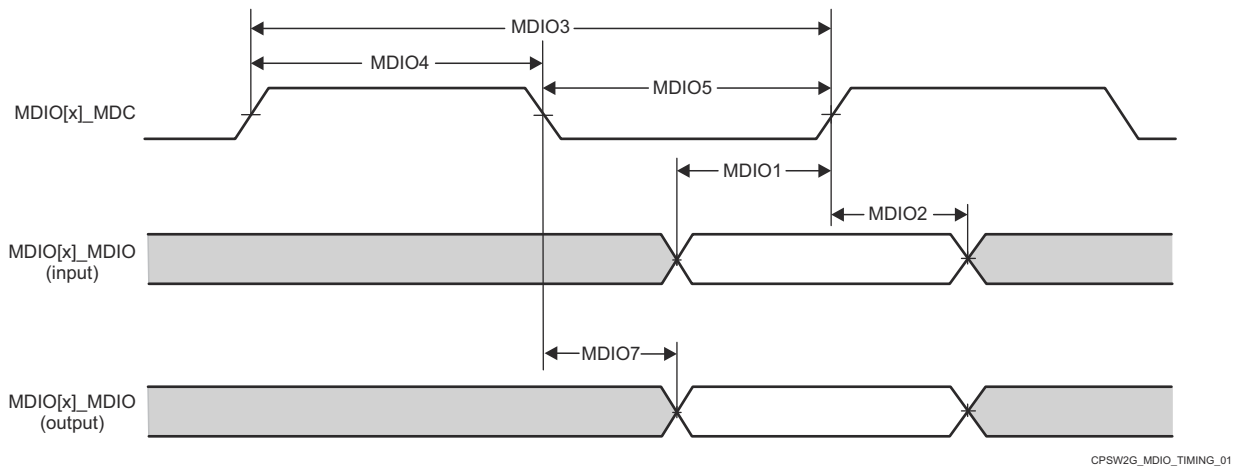 MDIO3
MDIO4
MDIO5
MDIO[x]_MDC
MDIO1
MDIO2
MDIO[x]_MDIO
(input)
MDIO7
MDIO[x]_MDIO
(output)
CPSW2G_MDIO_TIMING_01